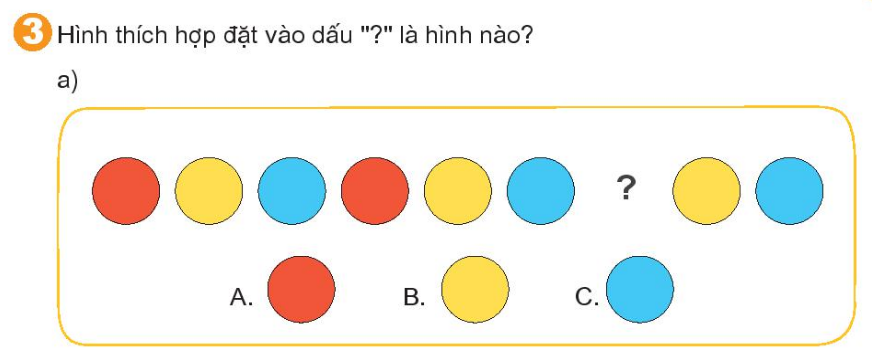 3 Hình thích hợp đặt vào dấu "?" là hình nào?
a)
?
A. B. C.